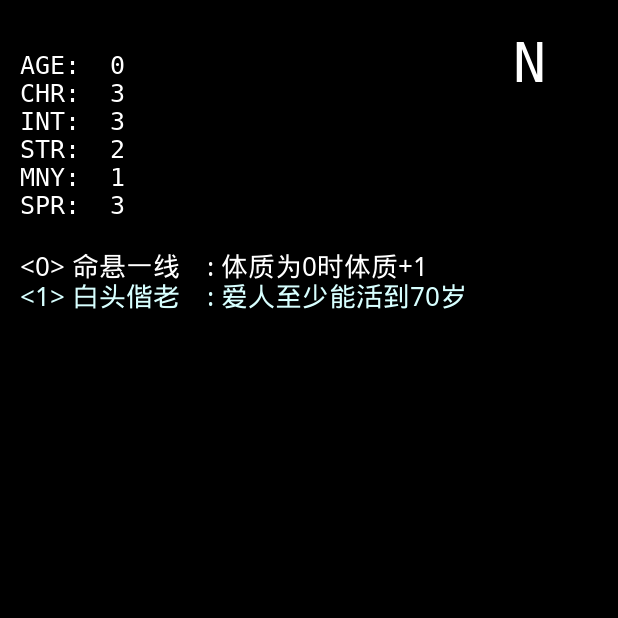 N
AGE: 0
CHR: 3
INT: 3
STR: 2
MNY: 1
SPR: 3
<0> 命悬一线 : 体质为0时体质+1
<1> 白头偕老 : 爱人至少能活到70岁